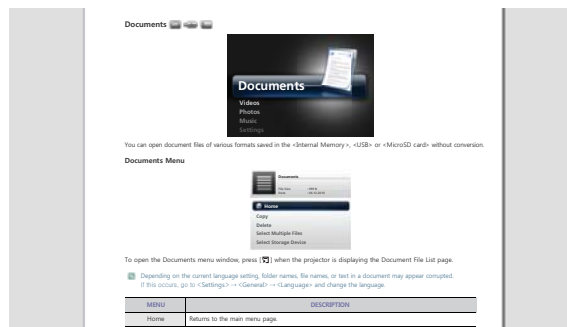 Documents
Documents
Videos
Photos
Music
Settings
You can open document files of various formats saved in the <Internal Memory>, <USB> or <MicroSD card> without conversion.
Documents Menu
Documents
Home
Copy
Delete
Select Multiple Files
Select Storage Device
To open the Documents menu window, press [ ] when the projector is displaying the Document File List page.
Depending on the current language setting, folder names, file names, or text in a document may appear corrupted.
If this occurs, go to <Settings> → <General> → <Language> and change the language.
MENU DESCRIPTION
Home Returns to the main menu page.